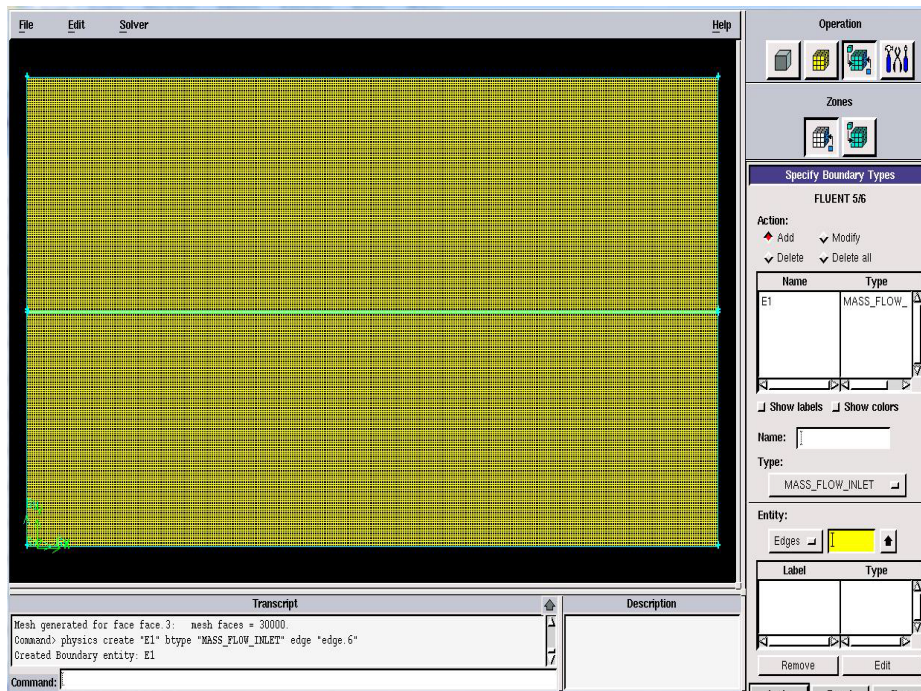 File Edit Solver Help
Operation
Zones
Specify Boundary Types
FLUENT 5/6
Action:
Add Modify
Delete Delete all
Name Type
E1 MASS_FLOW_
Show labels Show colors
Name:
Type:
MASS_FLOW_INLET
Entity:
Edges
Label Type
Remove Edit
Transcript
Description
Mesh generated for face face.3: mesh faces = 30000.
Command> physics create "E1" btype "MASS_FLOW_INLET" edge "edge.6"
Created Boundary entity: E1
Command: